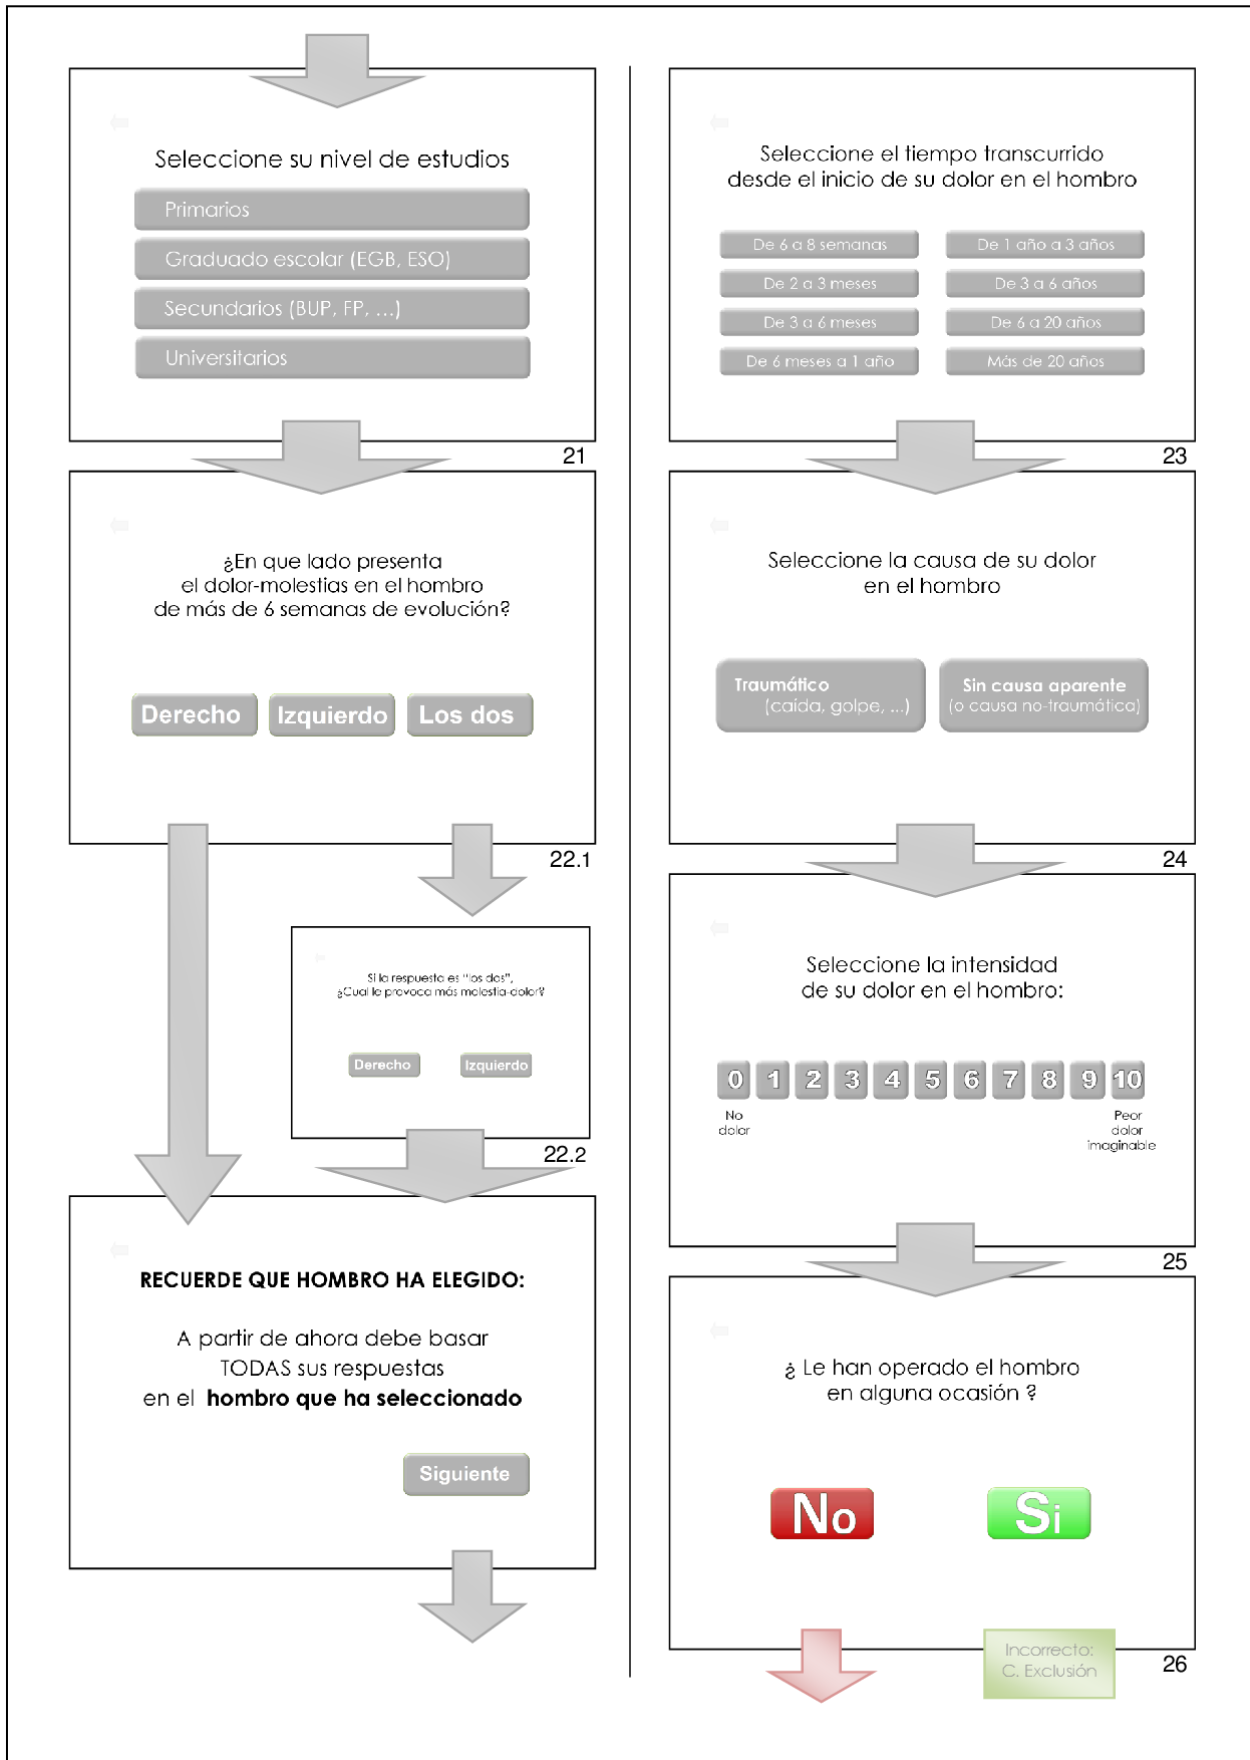 Seleccione su nivel de estudios
Primarios
Graduado escolar (EGB, ESO)
Secundarios (BUP, FP, ...)
Universitarios
21
¿En que lado presenta
el dolor-molestias en el hombro
de más de 6 semanas de evolución?
Derecho
Izquierdo
Los dos
22.1
Si la respuesta es "los dos",
¿Cual le provoca más molestia-dolor?
Derecho
Izquierdo
22.2
RECUERDE QUE HOMBRO HA ELEGIDO:
A partir de ahora debe basar
TODAS sus respuestas
en el hombro que ha seleccionado
Siguiente
Seleccione el tiempo transcurrido
desde el inicio de su dolor en el hombro
De 6 a 8 semanas
De 1 año a 3 años
De 2 a 3 meses
De 3 a 6 años
De 3 a 6 meses
De 6 a 20 años
De 6 meses a 1 año
Más de 20 años
23
Seleccione la causa de su dolor
en el hombro
Traumático
(caída, golpe, ...)
Sin causa aparente
(o causa no-traumática)
24
Seleccione la intensidad
de su dolor en el hombro:
0 1 2 3 4 5 6 7 8 9 10
No
dolor
Peor
dolor
imaginable
25
¿ Le han operado el hombro
en alguna ocasión ?
No
Si
Incorrecto:
C. Exclusión
26